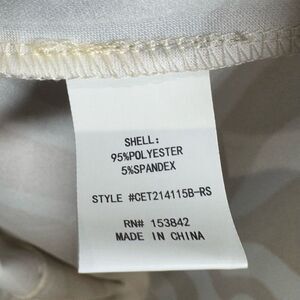 SHELL:
95%POLYESTER
5%SPANDEX
STYLE #CET214115B-RS
RN# 153842
MADE IN CHINA